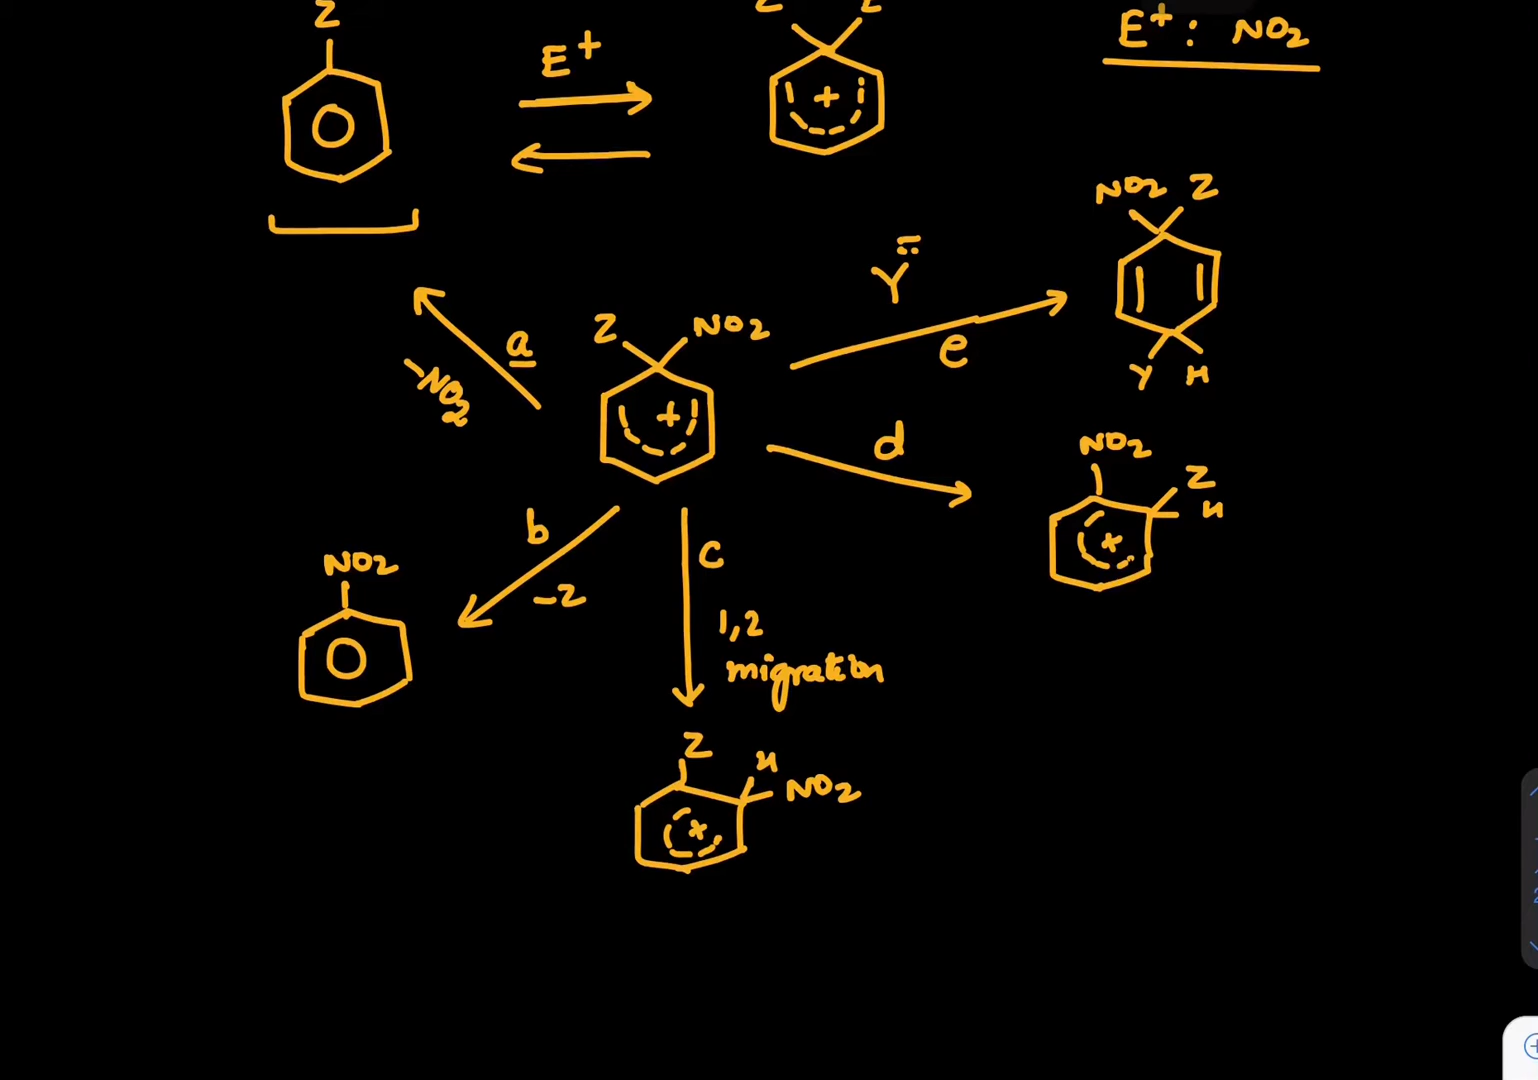 Z
E+
Z
E+ : NO2
NO2 Z
Y
e
Y H
a
-NO2
Z NO2
+
+
d
NO2
Z
H
+
b
-Z
NO2
c
1,2
migration
Z
H
NO2
+